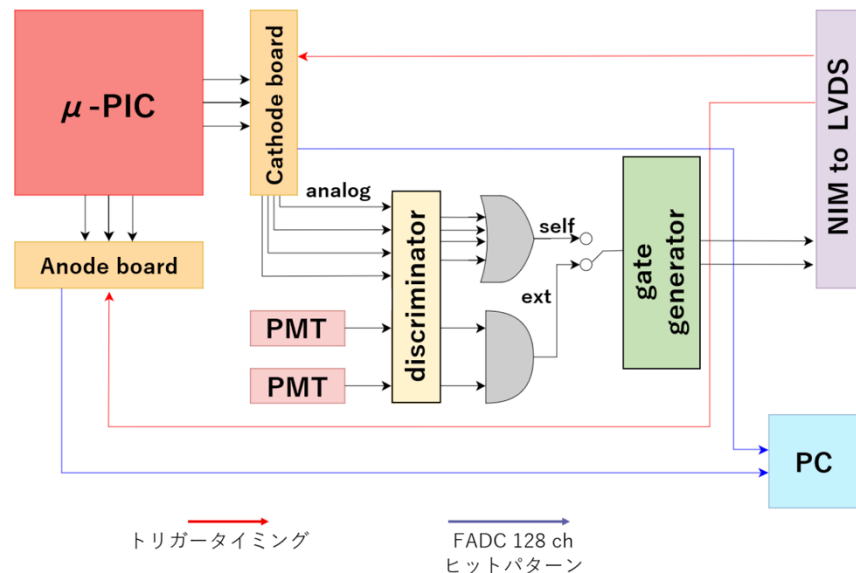 μ-PIC
Cathode board
NIM to LVDS
analog
discriminator
self
gate
generator
Anode board
ext
PMT
PMT
PC
トリガータイミング
FADC 128 ch
ヒットパターン